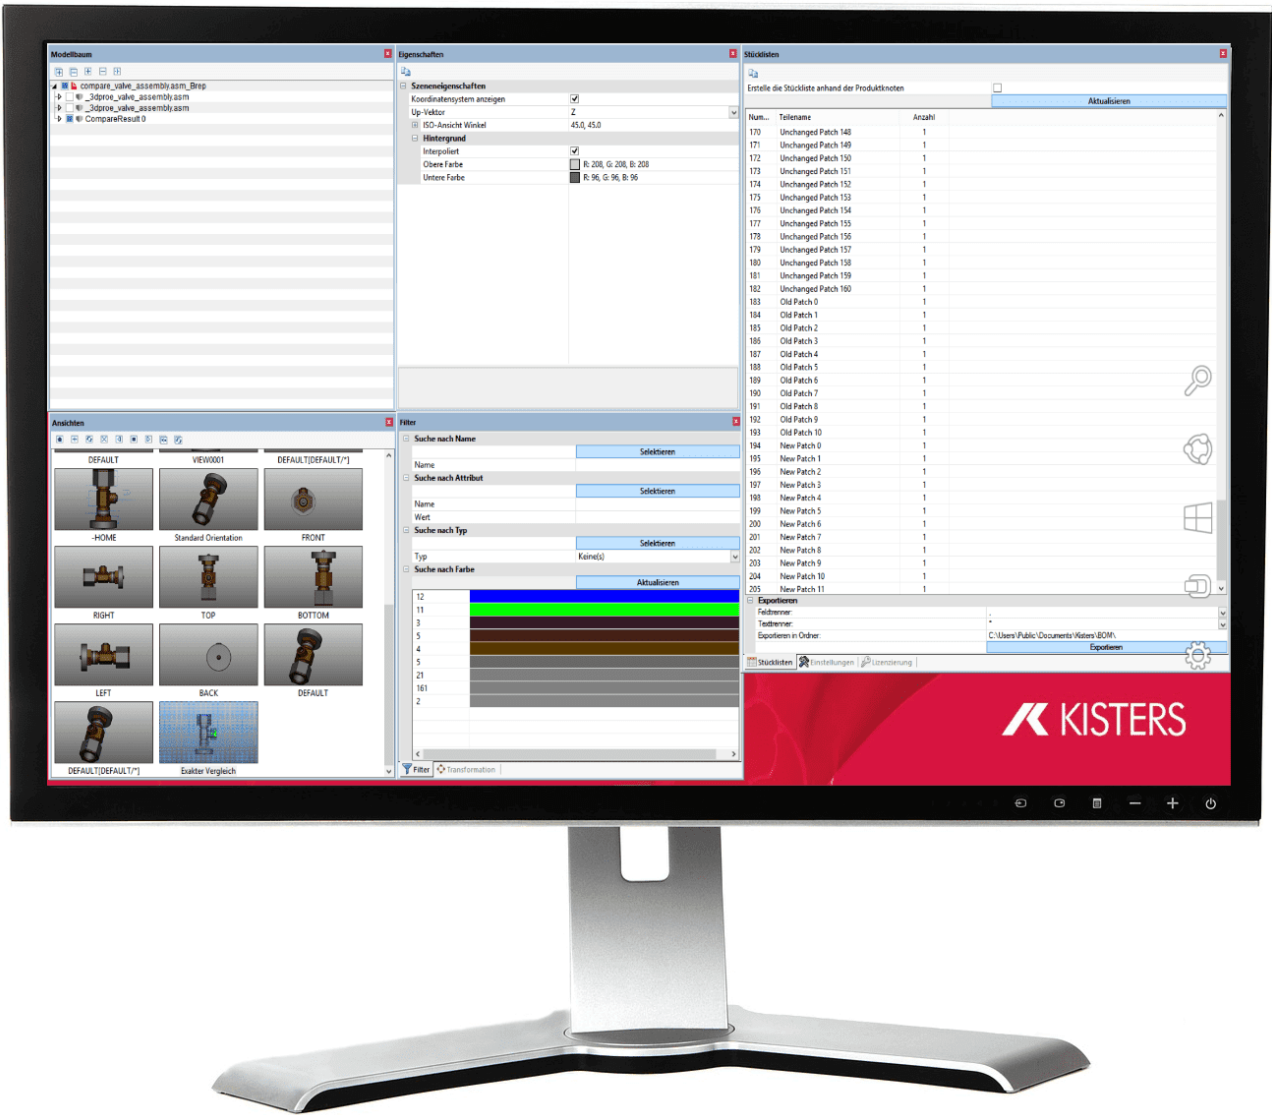 Modellbaum
compare_valve_assembly.asm_Brep
_3dproe_valve_assembly.asm
_3dproe_valve_assembly.asm
CompareResult 0
Eigenschaften
Szeneneigenschaften
Koordinatensystem anzeigen
Up-Vektor Z
ISO-Ansicht Winkel 45.0, 45.0
Hintergrund
Interpoliert
Obere Farbe R: 208, G: 208, B: 208
Untere Farbe R: 96, G: 96, B: 96
Stücklisten
Erstelle die Stückliste anhand der Produktknoten
Aktualisieren
Num... Teilename Anzahl
170 Unchanged Patch 148 1
171 Unchanged Patch 149 1
172 Unchanged Patch 150 1
173 Unchanged Patch 151 1
174 Unchanged Patch 152 1
175 Unchanged Patch 153 1
176 Unchanged Patch 154 1
177 Unchanged Patch 155 1
178 Unchanged Patch 156 1
179 Unchanged Patch 157 1
180 Unchanged Patch 158 1
181 Unchanged Patch 159 1
182 Unchanged Patch 160 1
183 Old Patch 0 1
184 Old Patch 1 1
185 Old Patch 2 1
186 Old Patch 3 1
187 Old Patch 4 1
188 Old Patch 5 1
189 Old Patch 6 1
190 Old Patch 7 1
191 Old Patch 8 1
192 Old Patch 9 1
193 Old Patch 10 1
194 New Patch 0 1
195 New Patch 1 1
196 New Patch 2 1
197 New Patch 3 1
198 New Patch 4 1
199 New Patch 5 1
200 New Patch 6 1
201 New Patch 7 1
202 New Patch 8 1
203 New Patch 9 1
204 New Patch 10 1
205 New Patch 11 1
Exportieren
Feldtrenner: ,
Texttrenner: "
Exportieren in Ordner: C:\Users\Public\Documents\Kisters\BOM\
Exportieren
Stücklisten Einstellungen Lizenzierung
Ansichten
DEFAULT VIEW0001 DEFAULT[DEFAULT/*]
-HOME Standard Orientation FRONT
RIGHT TOP BOTTOM
LEFT BACK DEFAULT
DEFAULT[DEFAULT/*] Exakter Vergleich
Filter
Suche nach Name
Selektieren
Name
Suche nach Attribut
Selektieren
Name
Wert
Suche nach Typ
Selektieren
Typ Keine(s)
Suche nach Farbe
Aktualisieren
12
11
3
5
4
5
21
161
2
Filter Transformation
KISTERS